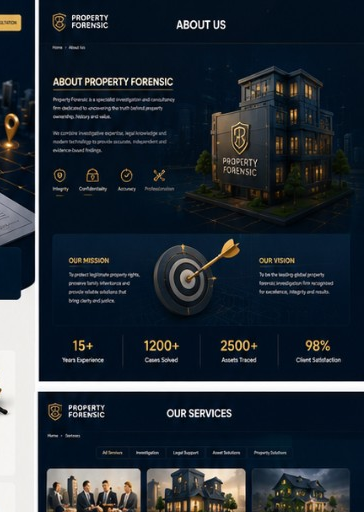 PROPERTY
FORENSIC
ABOUT US
Home > About Us
ABOUT PROPERTY FORENSIC
Property Forensic is a specialist investigation and consultancy
firm dedicated to uncovering the truth behind property
ownership, history and value.
We combine investigative expertise, legal knowledge and
modern technology to provide accurate, independent and
evidence-based findings.
Integrity
Confidentiality
Accuracy
Professionalism
PROPERTY
FORENSIC
OUR MISSION
To protect legitimate property rights,
preserve family inheritance and
provide reliable solutions that
bring clarity and justice.
OUR VISION
To be the leading global property
forensic investigation firm recognised
for excellence, integrity and results.
15+
Years Experience
1200+
Cases Solved
2500+
Assets Traced
98%
Client Satisfaction
PROPERTY
FORENSIC
OUR SERVICES
Home > Services
All Services
Investigation
Legal Support
Asset Solutions
Property Solutions